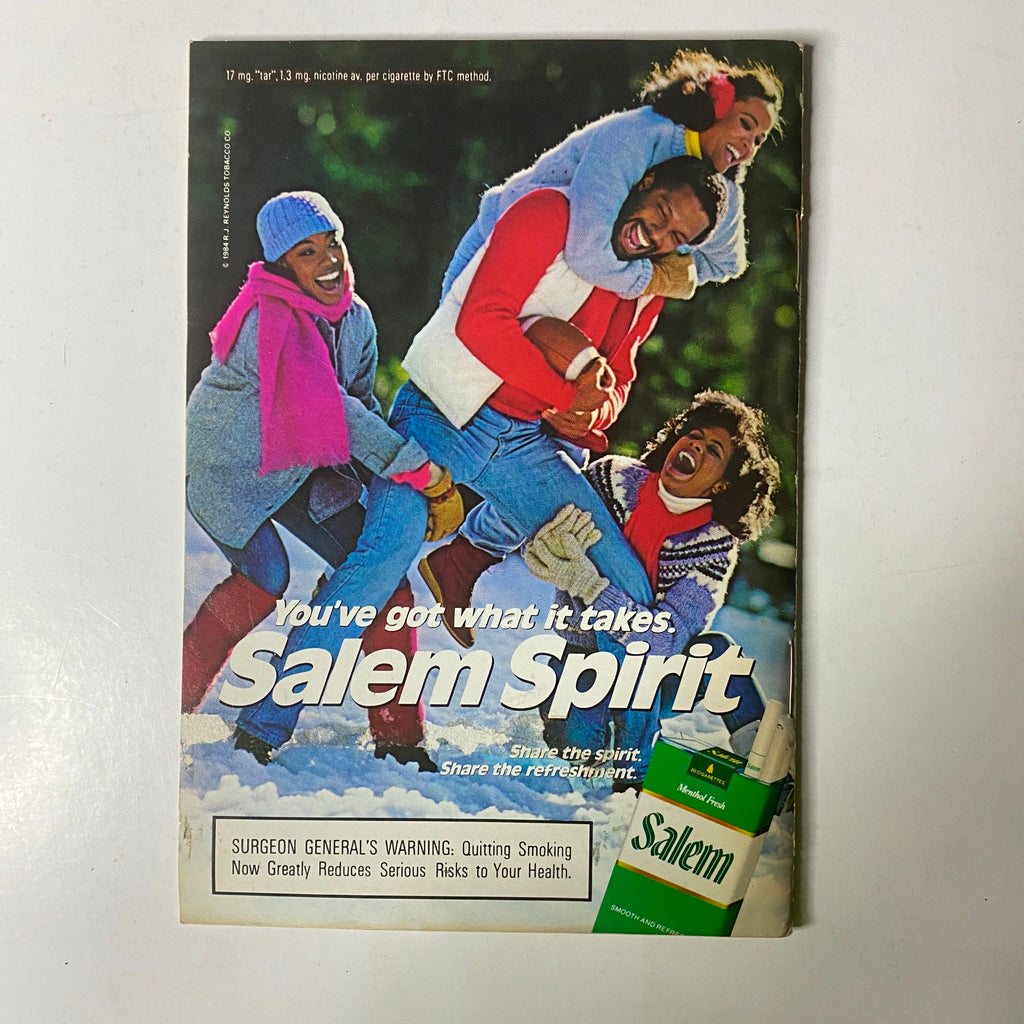 17 mg. "tar", 1.3 mg. nicotine av. per cigarette by FTC method.
© 1984 R.J. REYNOLDS TOBACCO CO.
You've got what it takes.
Salem Spirit
Share the spirit.
Share the refreshment.
SURGEON GENERAL'S WARNING: Quitting Smoking
Now Greatly Reduces Serious Risks to Your Health.
20 CIGARETTES
Menthol Fresh
Salem
SMOOTH AND REFRE